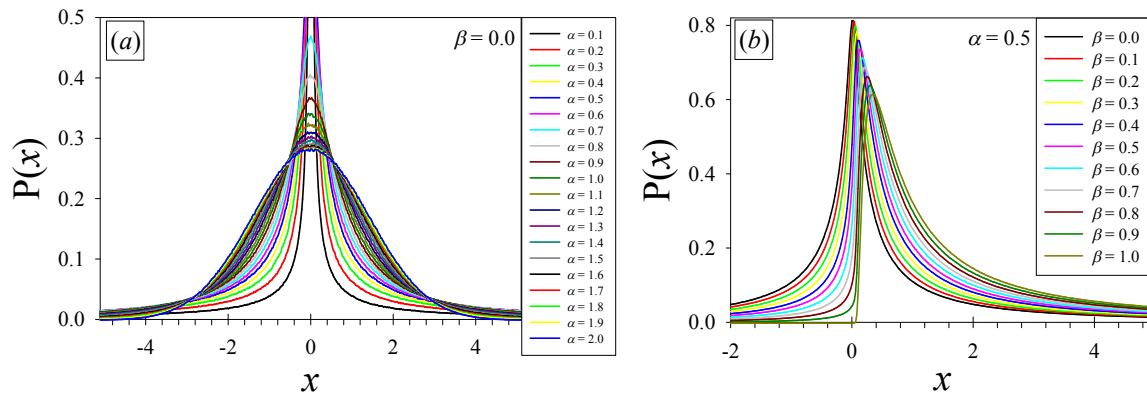 (a)
β = 0.0
P(x)
0.5
0.4
0.3
0.2
0.1
0.0
-4
-2
0
2
4
x
α = 0.1
α = 0.2
α = 0.3
α = 0.4
α = 0.5
α = 0.6
α = 0.7
α = 0.8
α = 0.9
α = 1.0
α = 1.1
α = 1.2
α = 1.3
α = 1.4
α = 1.5
α = 1.6
α = 1.7
α = 1.8
α = 1.9
α = 2.0
(b)
α = 0.5
P(x)
0.8
0.6
0.4
0.2
0.0
-2
0
2
4
x
β = 0.0
β = 0.1
β = 0.2
β = 0.3
β = 0.4
β = 0.5
β = 0.6
β = 0.7
β = 0.8
β = 0.9
β = 1.0